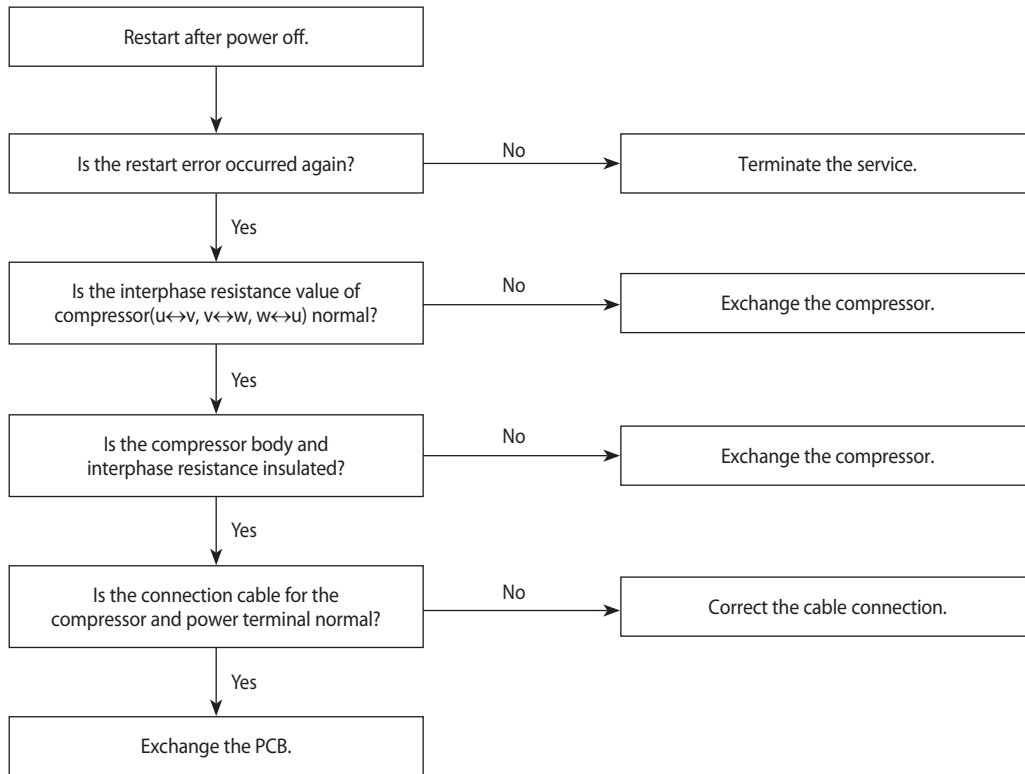 Restart after power off.
Is the restart error occurred again?
No
Terminate the service.
Yes
Is the interphase resistance value of
compressor(u↔v, v↔w, w↔u) normal?
No
Exchange the compressor.
Yes
Is the compressor body and
interphase resistance insulated?
No
Exchange the compressor.
Yes
Is the connection cable for the
compressor and power terminal normal?
No
Correct the cable connection.
Yes
Exchange the PCB.